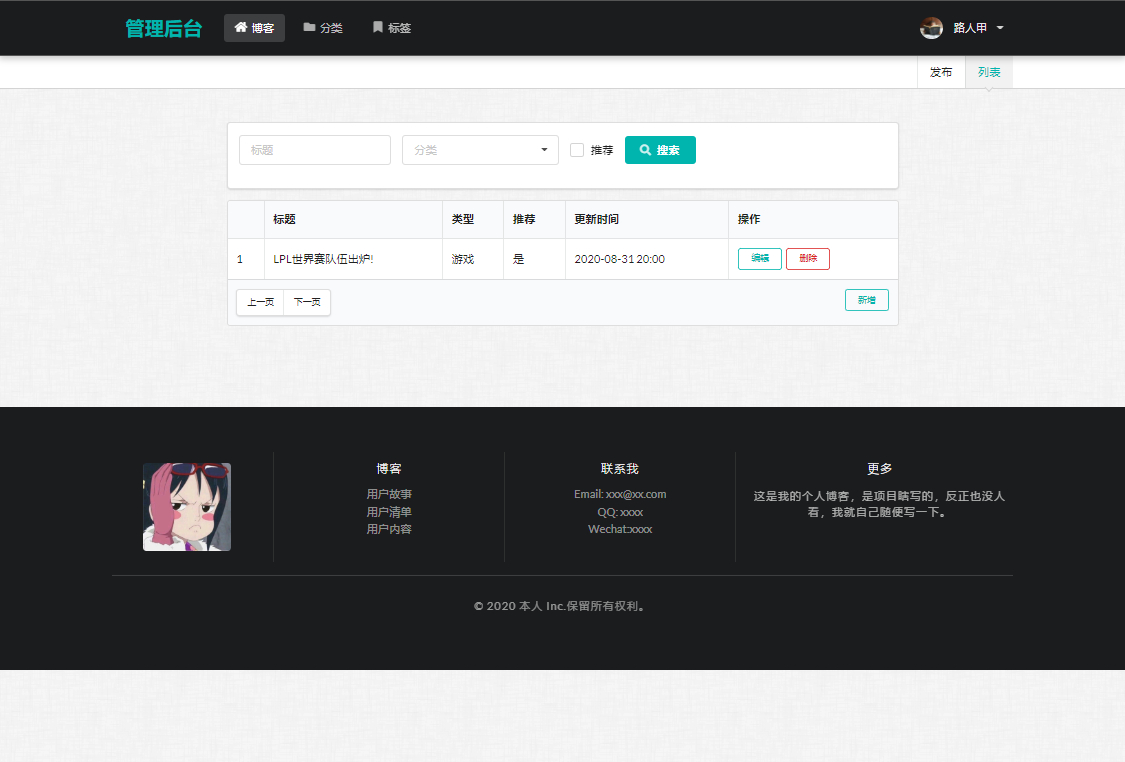 管理后台 博客 分类 标签 路人甲
发布 列表
标题 分类 推荐 搜索
标题 类型 推荐 更新时间 操作
1 LPL世界赛队伍出炉! 游戏 是 2020-08-31 20:00 编辑 删除
上一页 下一页 新增
博客
用户故事
用户清单
用户内容
联系我
Email: xxx@xx.com
QQ: xxxx
Wechat:xxxx
更多
这是我的个人博客，是项目瞎写的，反正也没人
看，我就自己随便写一下。
© 2020 本人 Inc.保留所有权利。